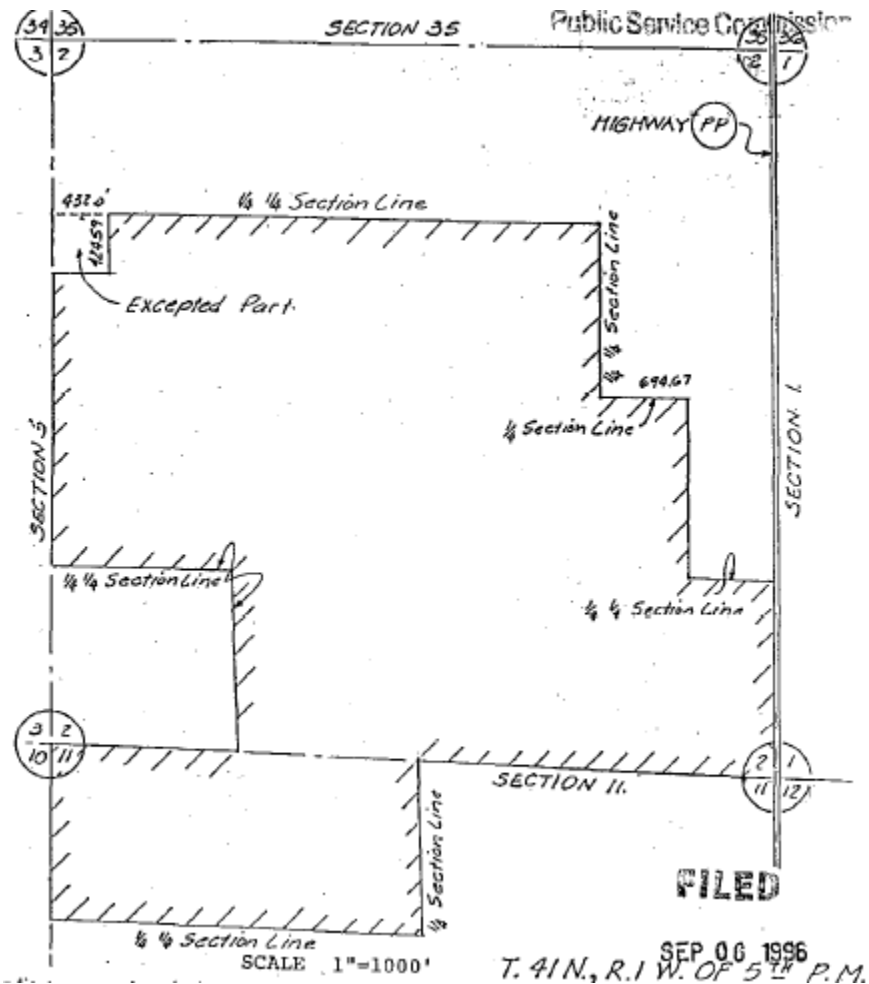 SECTION 35
Public Service Commission
34 35
3 2
35 36
2 1
HIGHWAY PP
432.0'
¼ ¼ Section Line
424.59'
Excepted Part.
¼ ¼ Section Line
694.67
¼ Section Line
SECTION 3
SECTION 1.
¼ ¼ Section Line
¼ ¼ Section Line
3 2
10 11
2 1
11 12
SECTION 11.
¼ Section Line
FILED
¼ ¼ Section Line
SCALE 1"=1000'
SEP 06 1996
T. 41 N., R. 1 W. OF 5TH P.M.